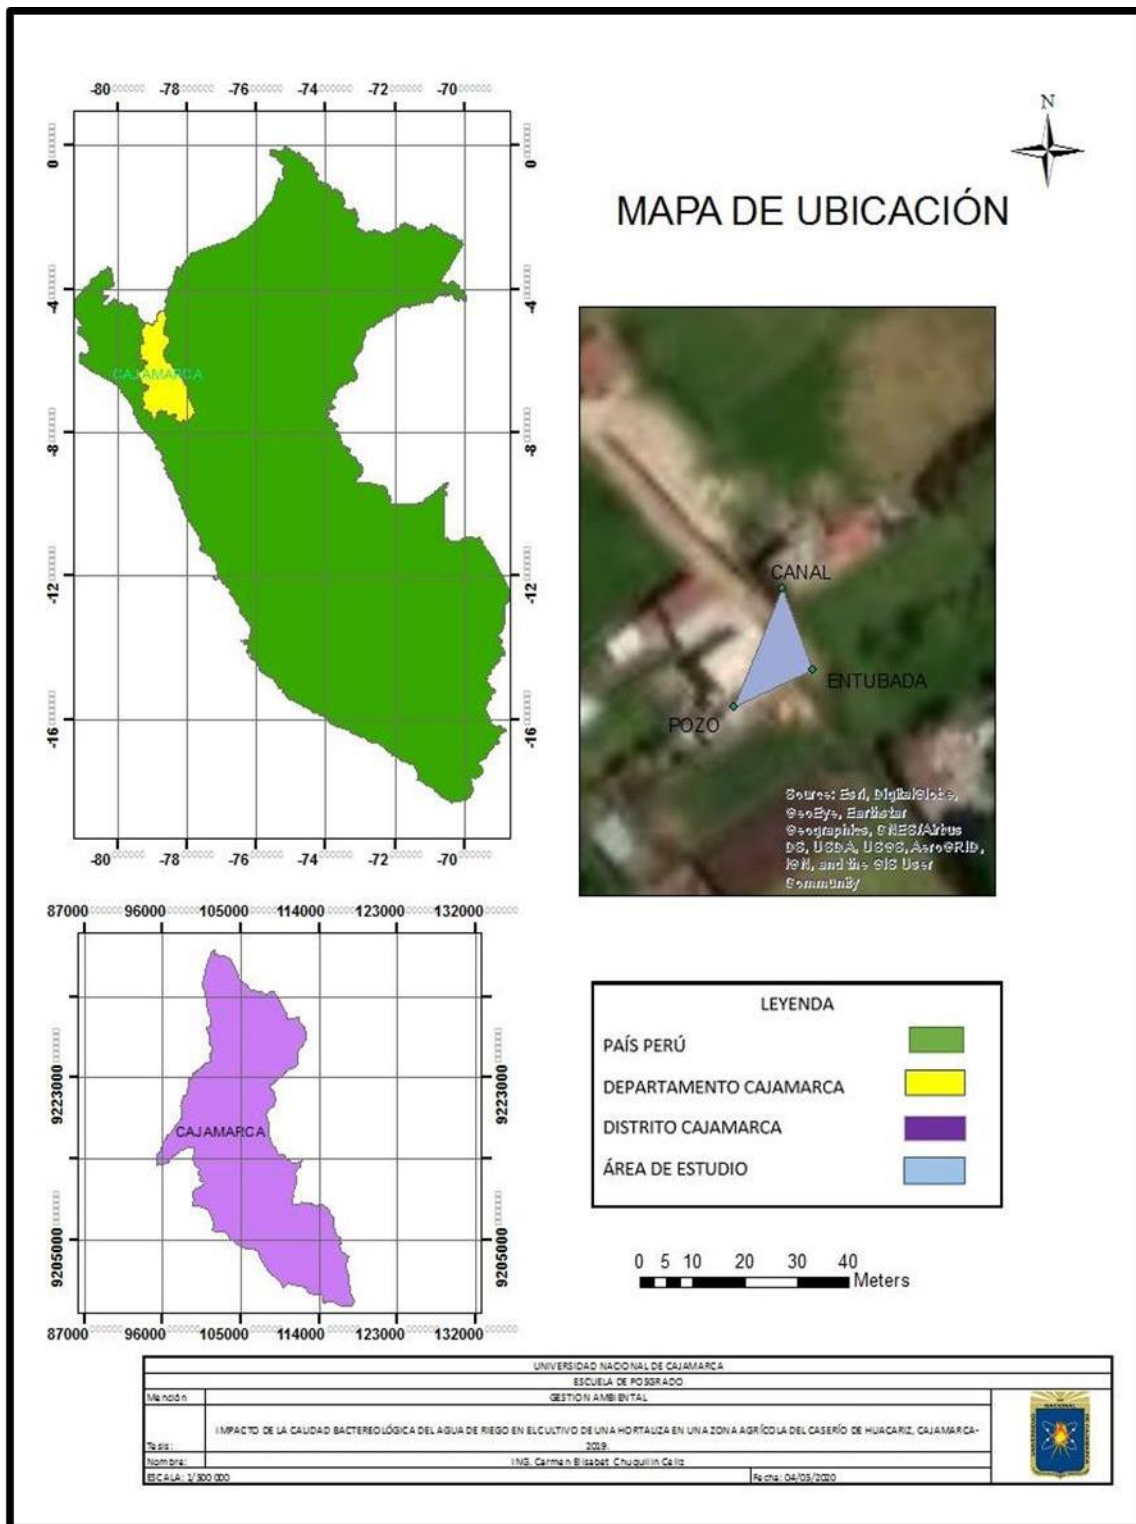 -80 -78 -76 -74 -72 -70
0
0
-4
-4
-8
-8
-12
-12
-16
-16
CAJAMARCA
-80 -78 -76 -74 -72 -70
N
MAPA DE UBICACIÓN
CANAL
ENTUBADA
POZO
Source: Esri, DigitalGlobe,
GeoEye, Earthstar
Geographics, CNES/Airbus
DS, USDA, USGS, AeroGRID,
IGN, and the GIS User
Community
87000 96000 105000 114000 123000 132000
9223000
9223000
CAJAMARCA
9205000
9205000
87000 96000 105000 114000 123000 132000
LEYENDA
PAÍS PERÚ
DEPARTAMENTO CAJAMARCA
DISTRITO CAJAMARCA
ÁREA DE ESTUDIO
0 5 10 20 30 40
Meters
UNIVERSIDAD NACIONAL DE CAJAMARCA
ESCUELA DE POSGRADO
Mención GESTION AMBIENTAL
Tesis: IMPACTO DE LA CALIDAD BACTEREOLÓGICA DEL AGUA DE RIEGO EN EL CULTIVO DE UNA HORTALIZA EN UNA ZONA AGRÍCOLA DEL CASERÍO DE HUACARIZ, CAJAMARCA-
2019.
Nombre: ING. Carmen Elisabet Chuquilin Celis
ESCALA: 1/300 000 Fecha: 04/03/2020